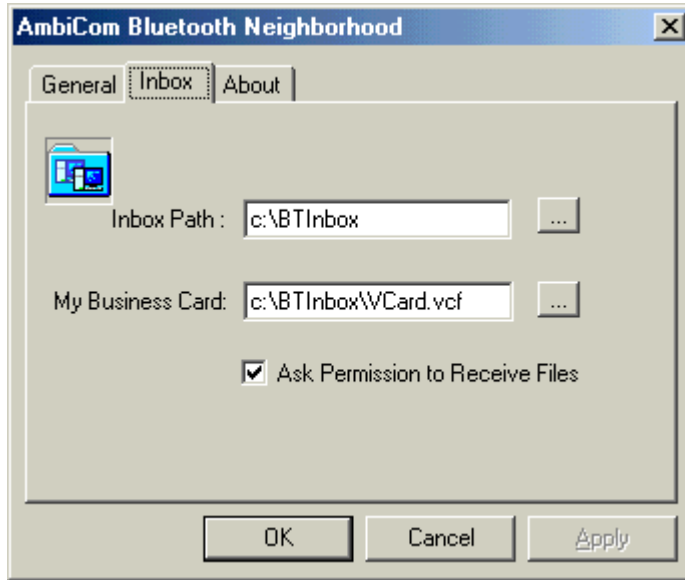 AmbiCom Bluetooth Neighborhood
General Inbox About
Inbox Path : c:\BTInbox ...
My Business Card: c:\BTInbox\VCard.vcf ...
Ask Permission to Receive Files
OK Cancel Apply